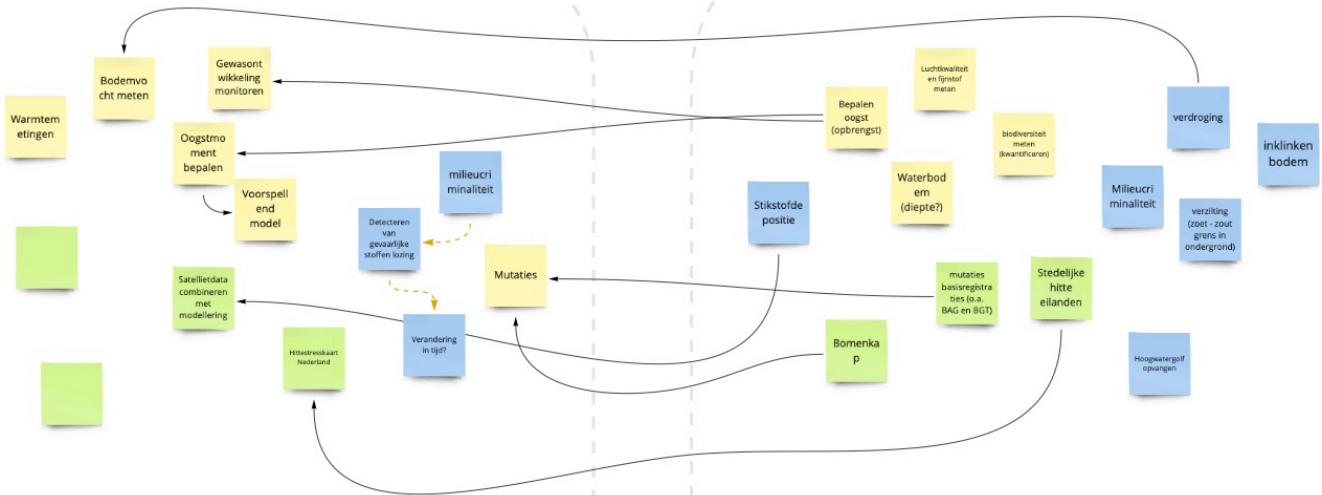 Warmtem
etingen
Bodemvo
cht meten
Gewasont
wikkeling
monitoren
Oogstmo
ment
bepalen
Voorspell
end
model
milieucri
minaliteit
Detecteren
van
gevaarlijke
stoffen lozing
Mutaties
Satellietdata
combineren
met
modellering
Hittestresskaart
Nederland
Verandering
in tijd?
Luchtkwaliteit
en fijnstof
meten
Bepalen
oogst
(opbrengst)
biodiversiteit
meten
(kwantificeren)
Waterbod
em
(diepte?)
Stikstofde
positie
verdroging
inklinken
bodem
Milieucri
minaliteit
verzilting
(zoet - zout
grens in
ondergrond)
mutaties
basisregistra
ties (o.a.
BAG en BGT)
Stedelijke
hitte
eilanden
Bomenka
p
Hoogwatergolf
opvangen